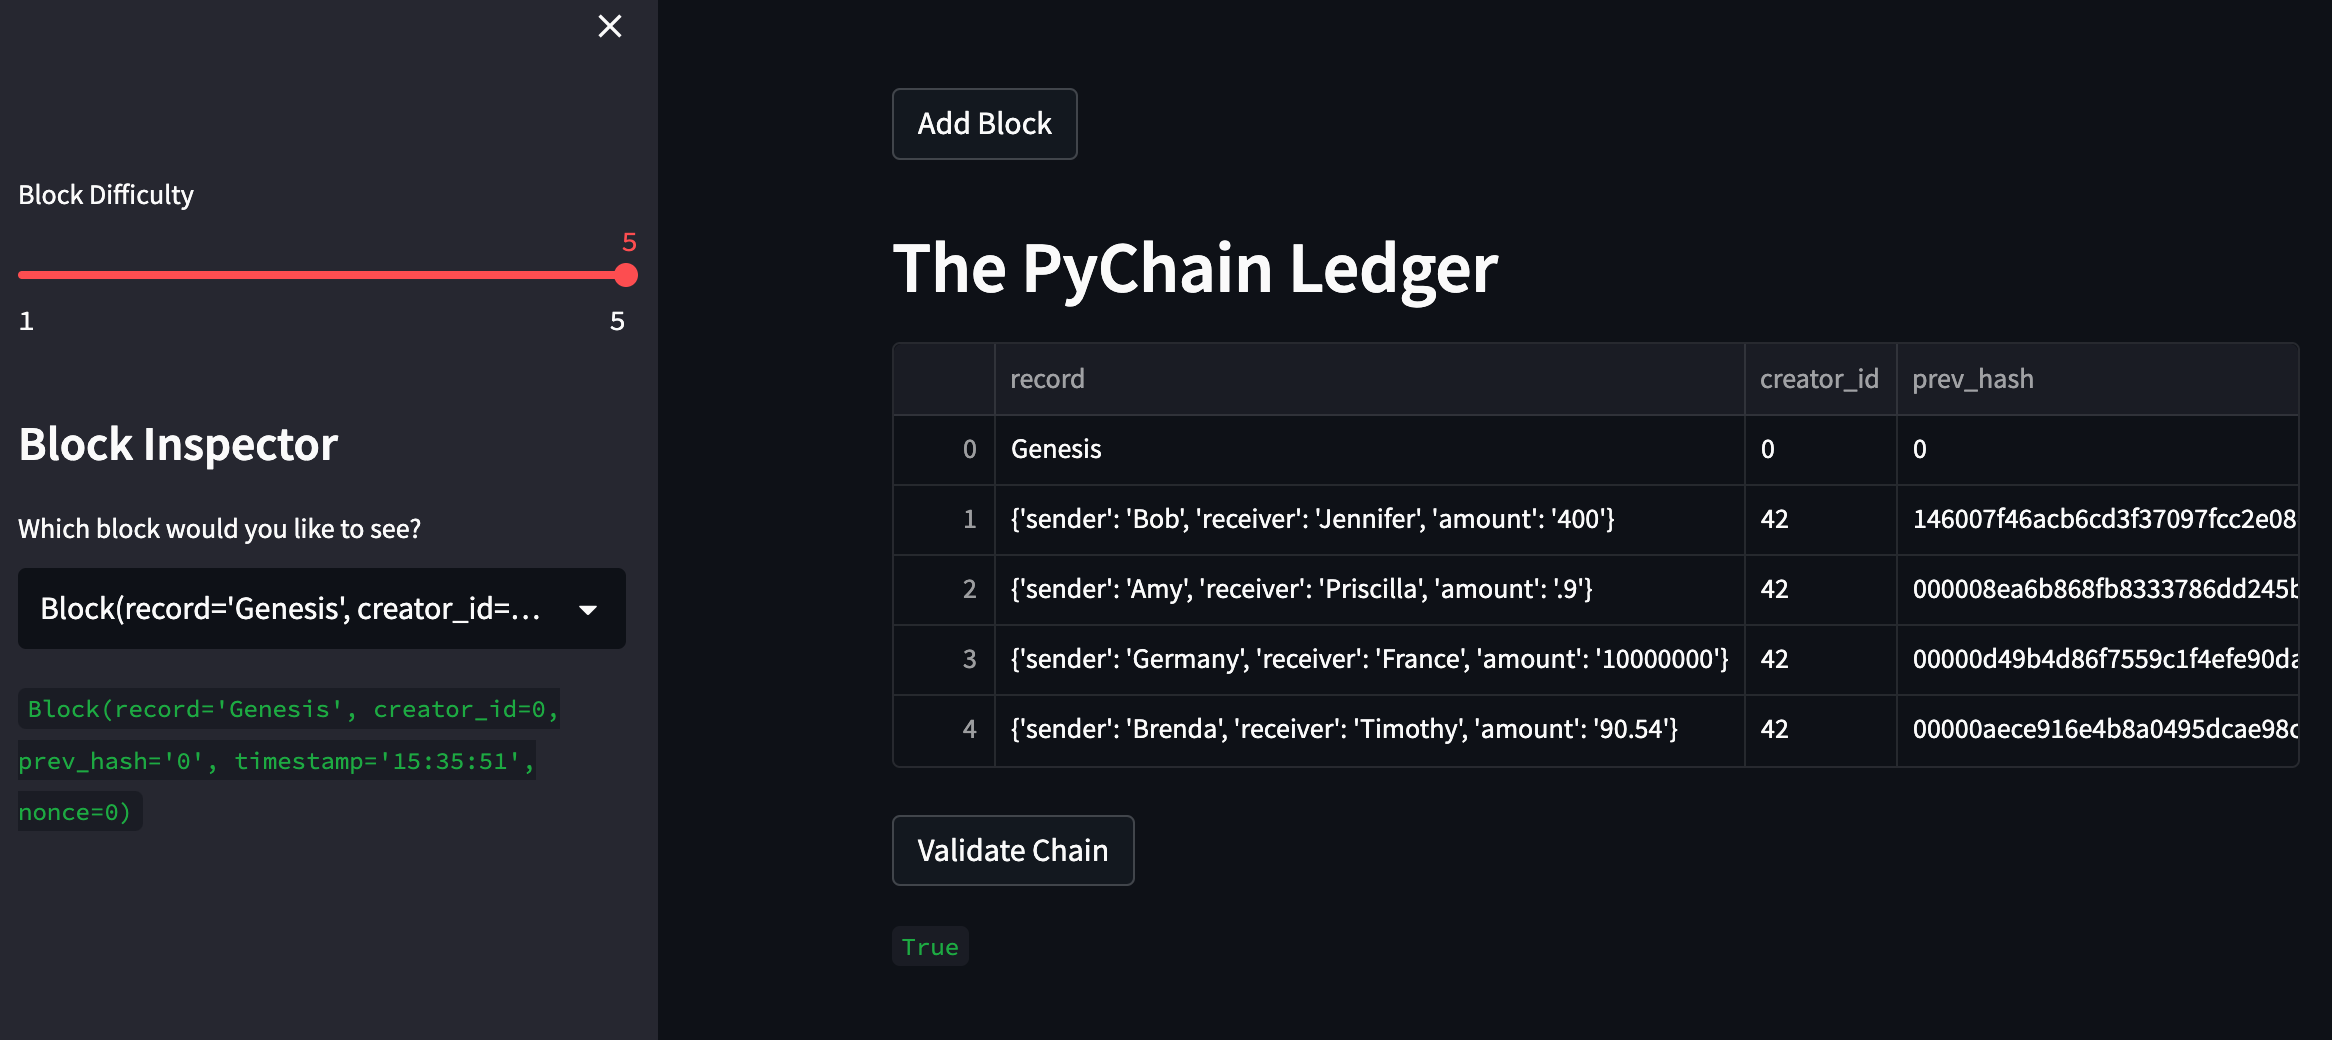 Block Difficulty
5
1 5
Block Inspector
Which block would you like to see?
Block(record='Genesis', creator_id=...
Block(record='Genesis', creator_id=0,
prev_hash='0', timestamp='15:35:51',
nonce=0)
Add Block
The PyChain Ledger
record creator_id prev_hash
0 Genesis 0 0
1 {'sender': 'Bob', 'receiver': 'Jennifer', 'amount': '400'} 42 146007f46acb6cd3f37097fcc2e08
2 {'sender': 'Amy', 'receiver': 'Priscilla', 'amount': '.9'} 42 000008ea6b868fb8333786dd245b
3 {'sender': 'Germany', 'receiver': 'France', 'amount': '10000000'} 42 00000d49b4d86f7559c1f4efe90da
4 {'sender': 'Brenda', 'receiver': 'Timothy', 'amount': '90.54'} 42 00000aece916e4b8a0495dcae98c
Validate Chain
True